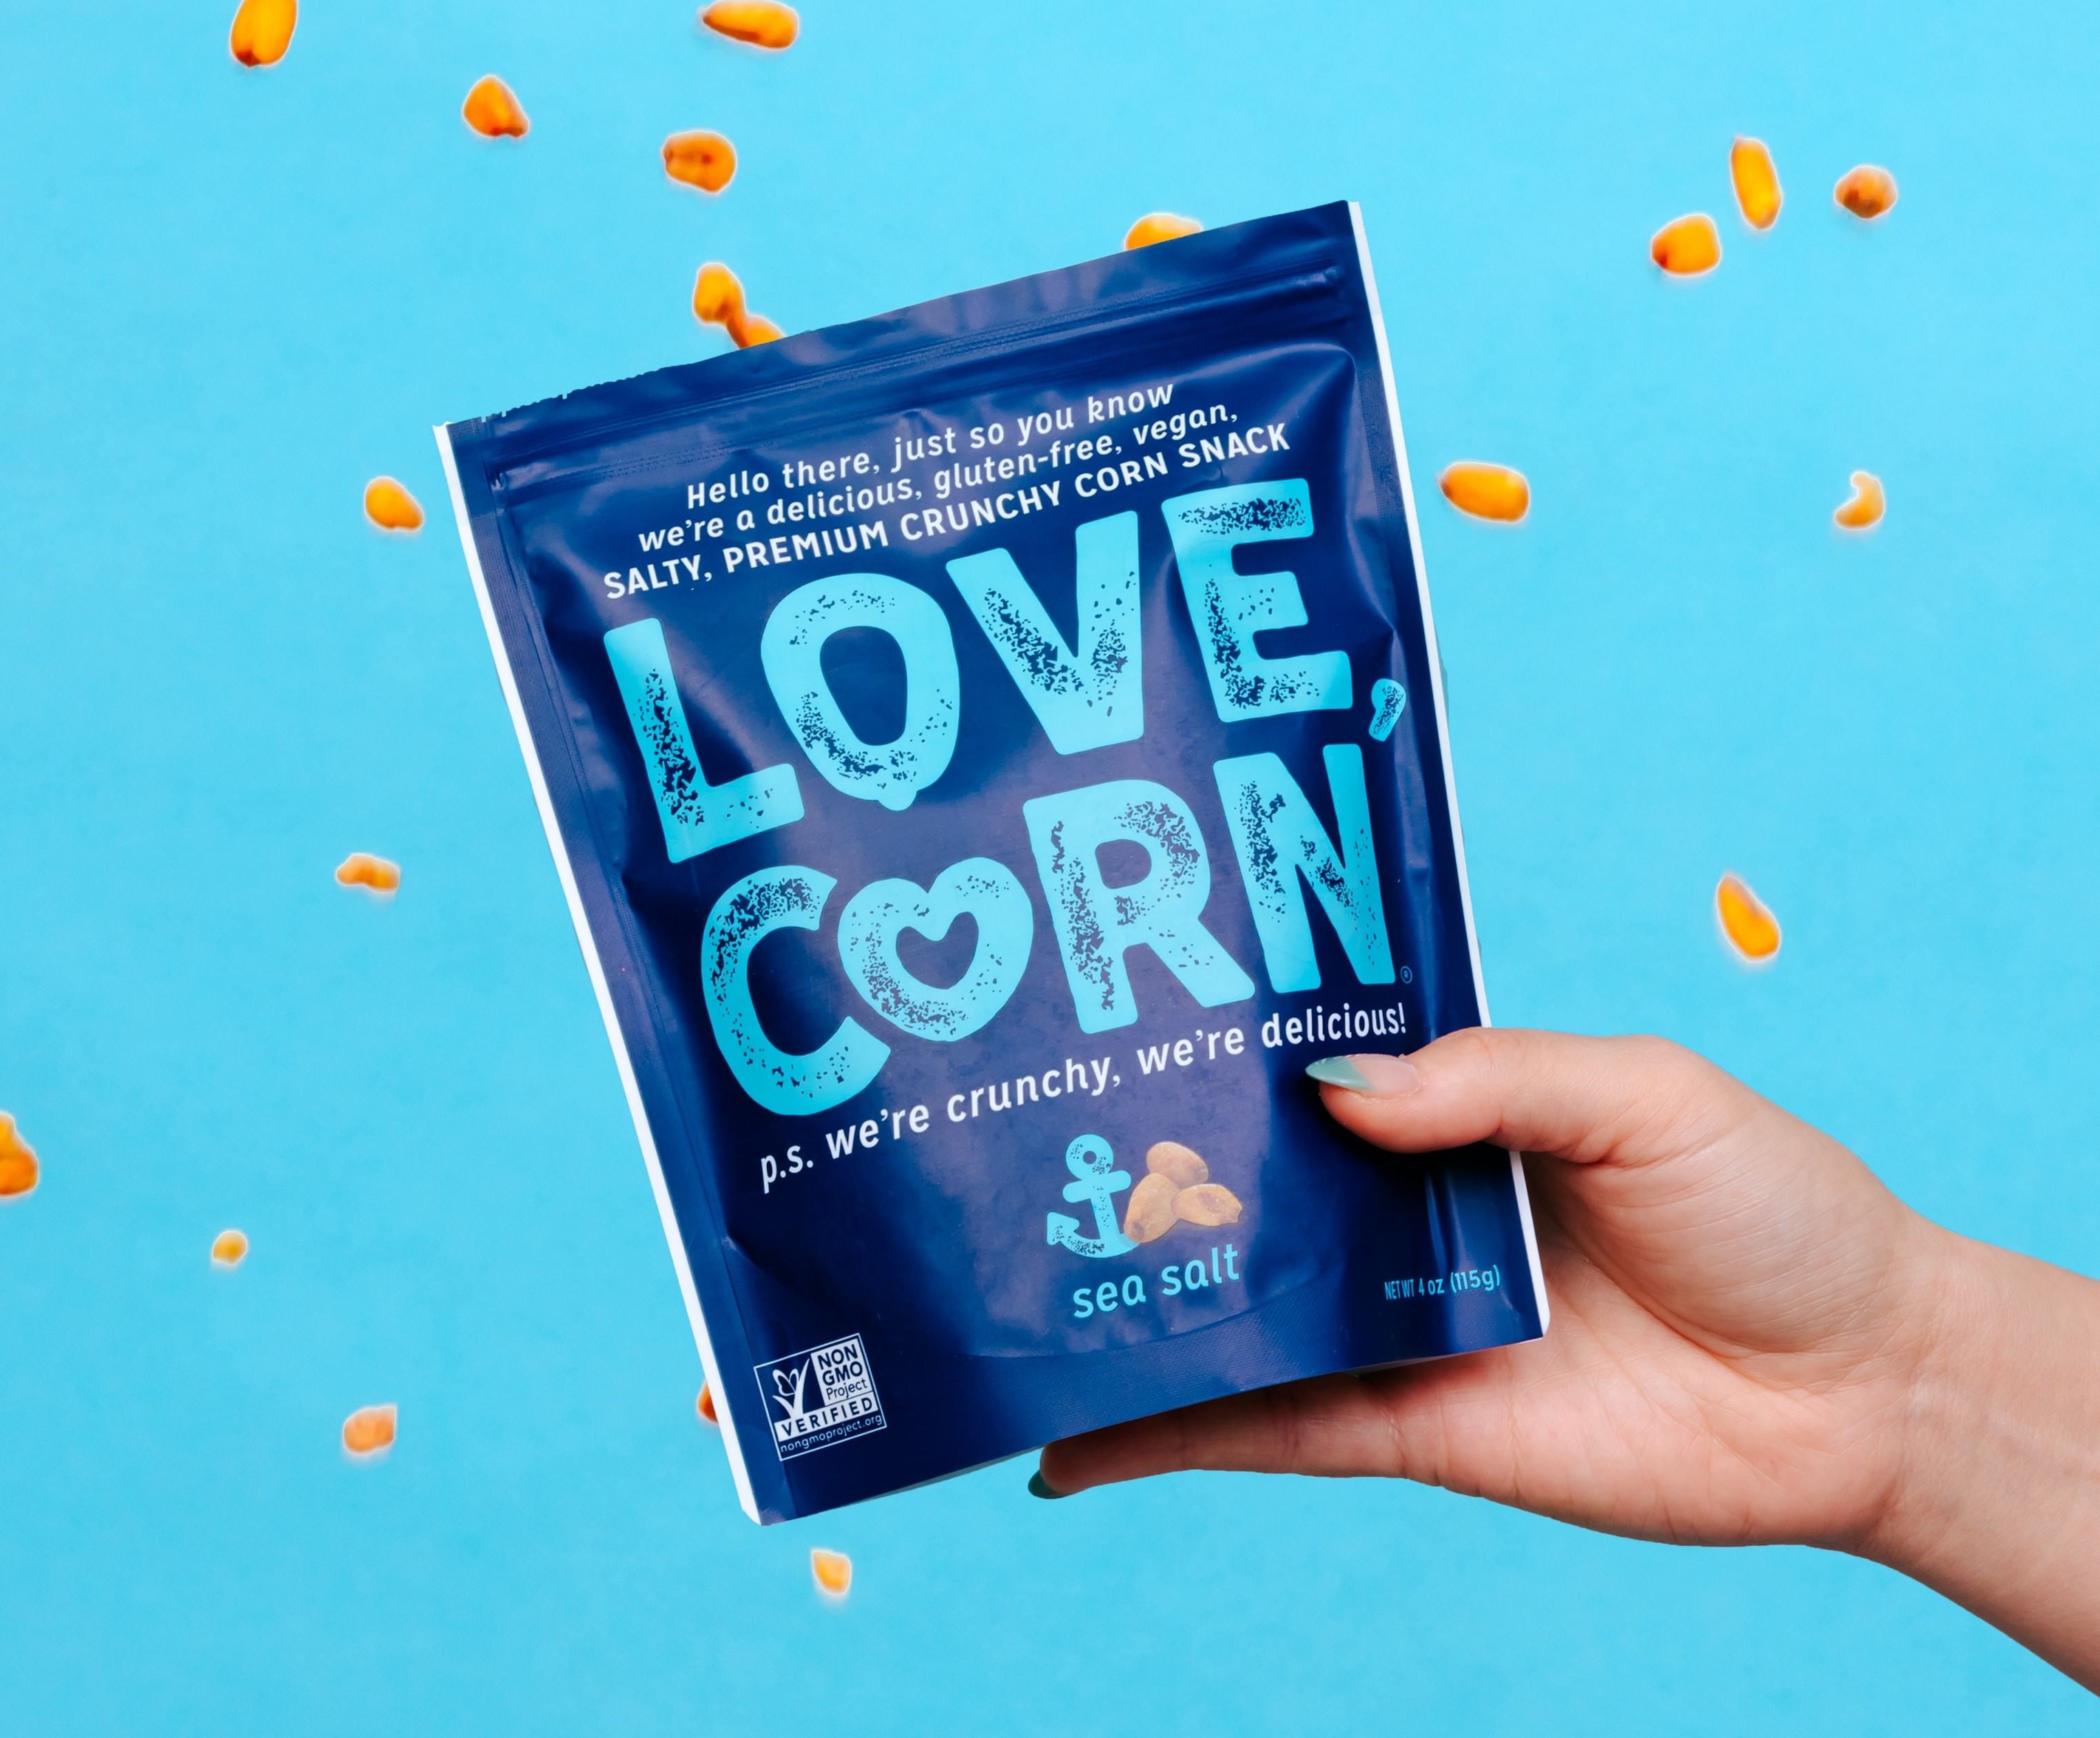 Hello there, just so you know
we're a delicious, gluten-free, vegan,
SALTY, PREMIUM CRUNCHY CORN SNACK
LOVE,
CORN®
p.s. we're crunchy, we're delicious!
sea salt
NET WT 4 oz (115g)
NON
GMO
Project
VERIFIED
nongmoproject.org